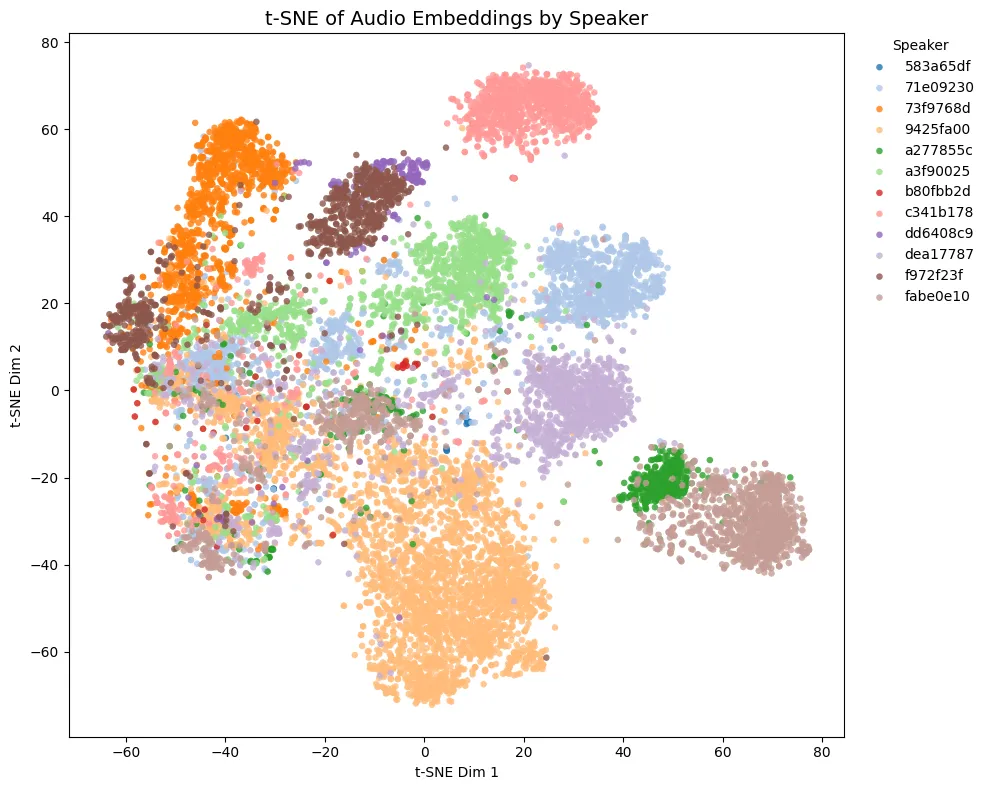 t-SNE of Audio Embeddings by Speaker
80
60
40
20
0
−20
−40
−60
t-SNE Dim 2
−60
−40
−20
0
20
40
60
80
t-SNE Dim 1
Speaker
583a65df
71e09230
73f9768d
9425fa00
a277855c
a3f90025
b80fbb2d
c341b178
dd6408c9
dea17787
f972f23f
fabe0e10